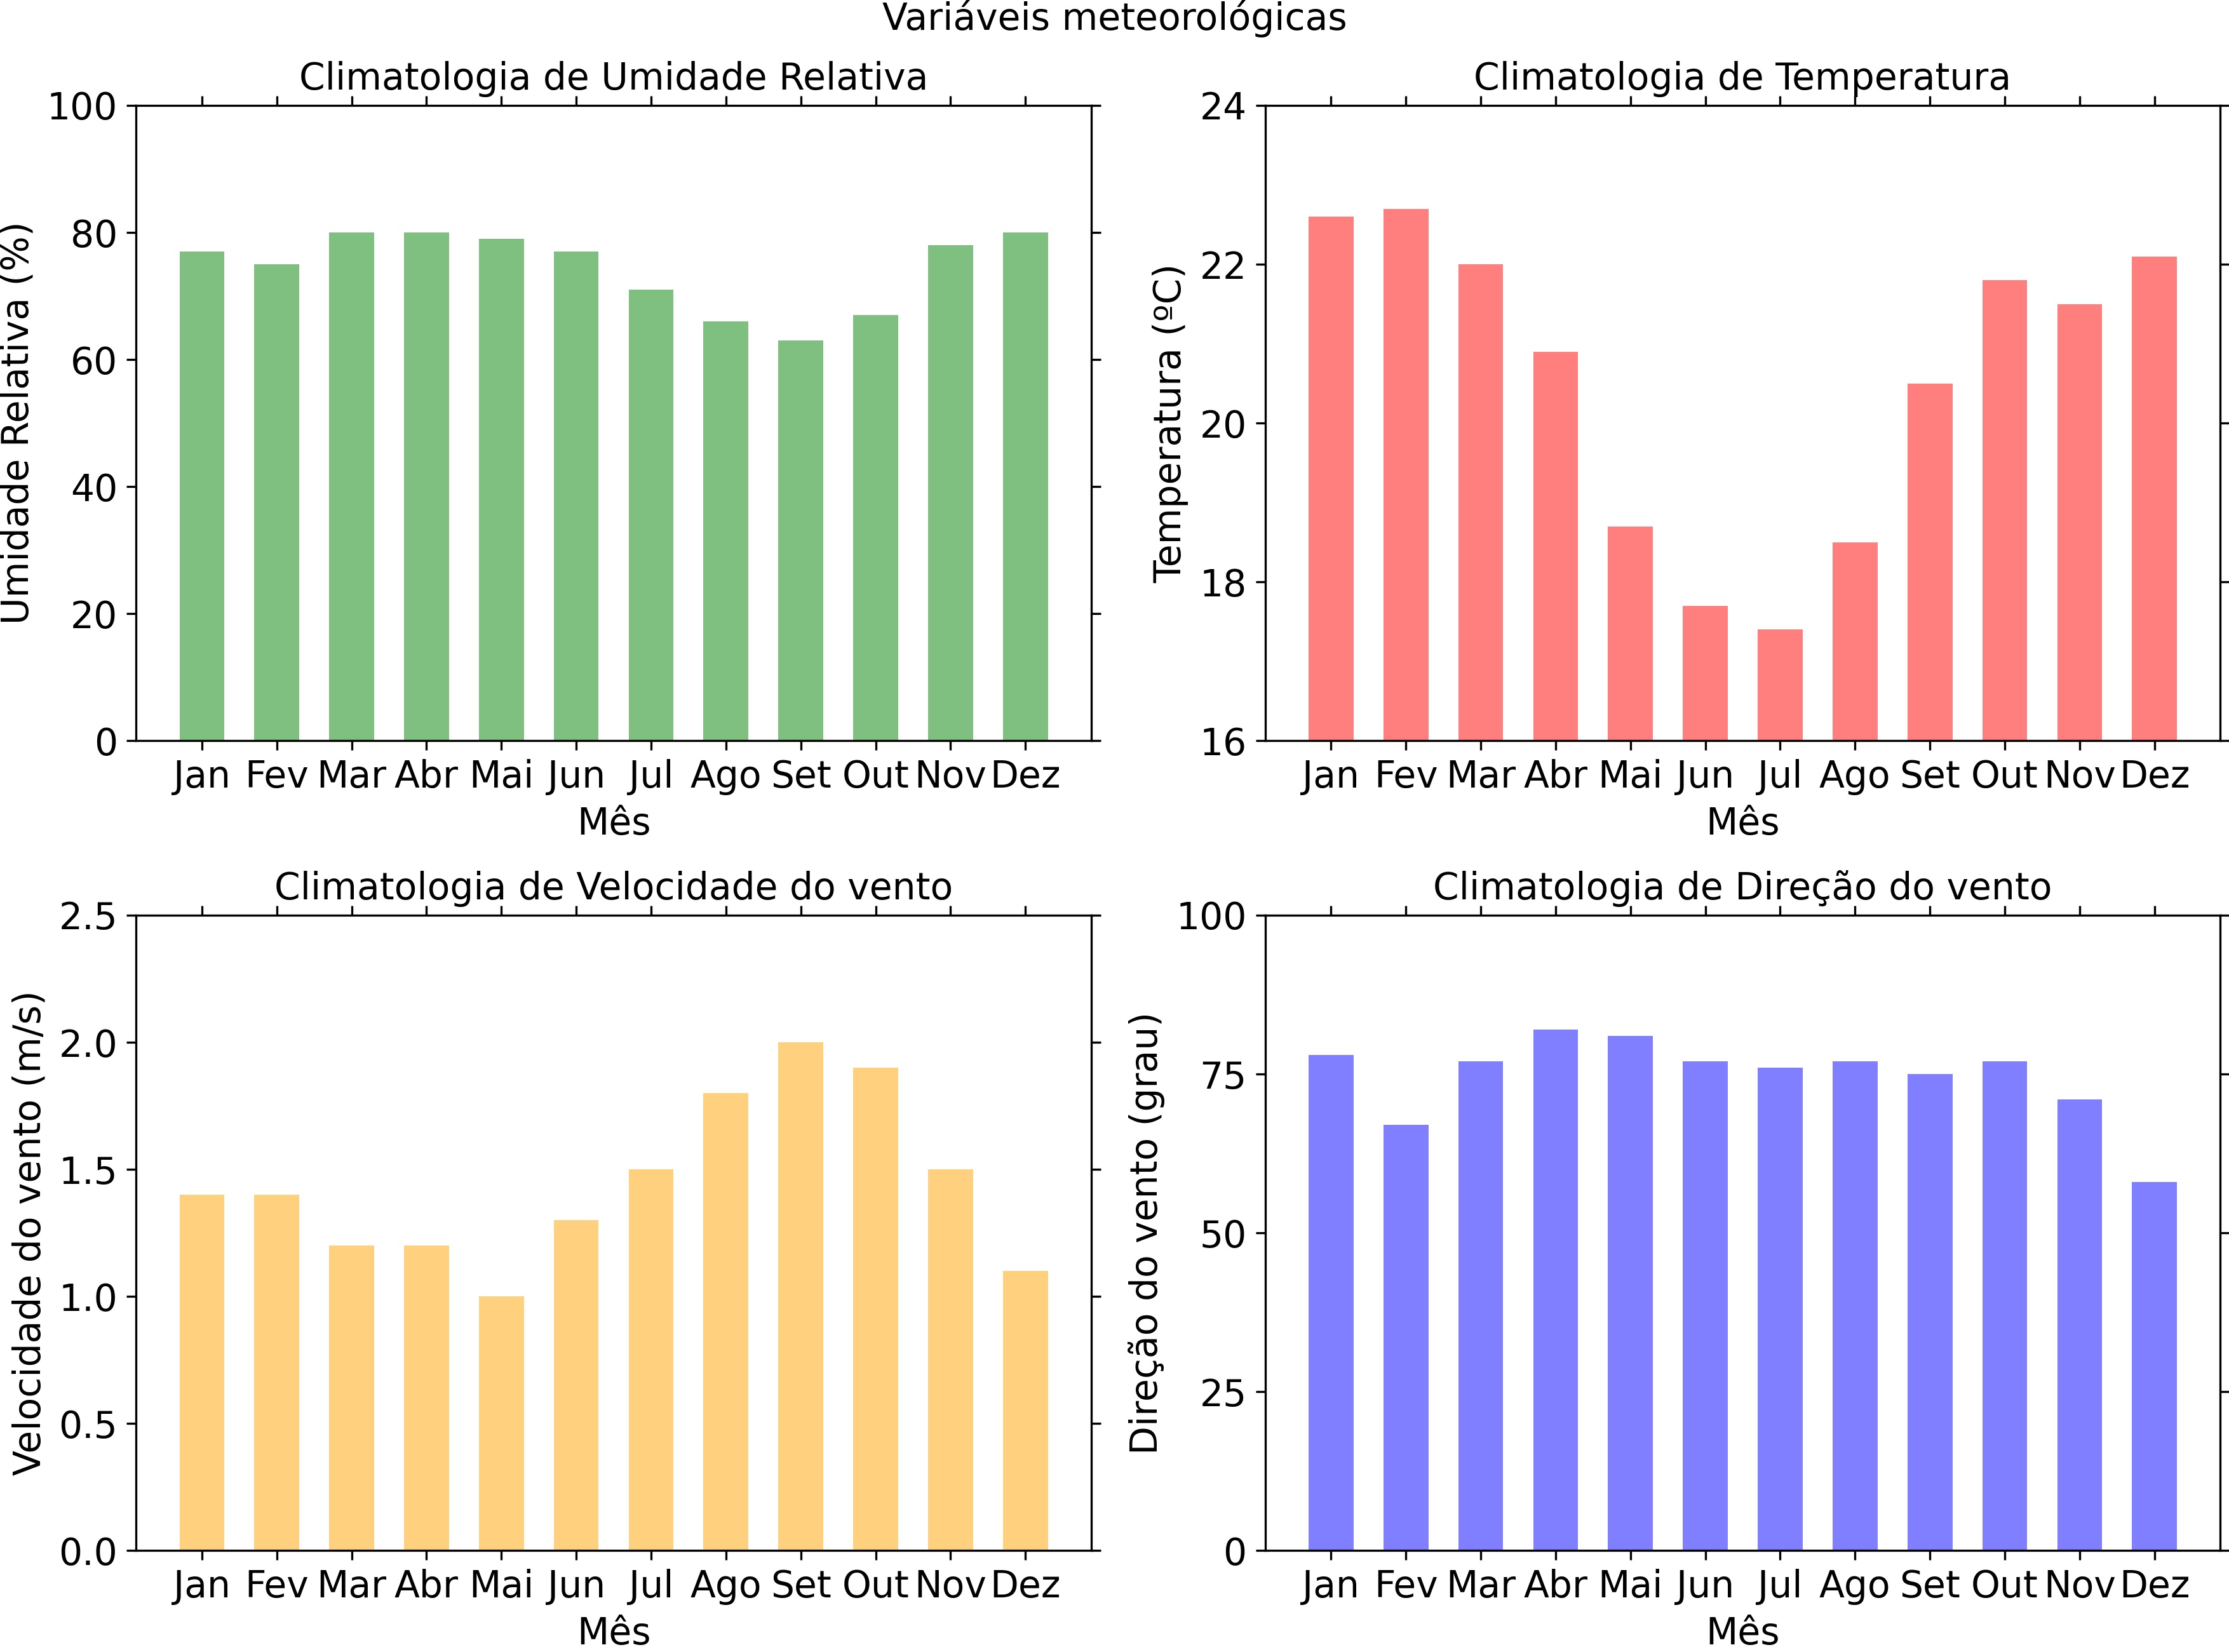 Variáveis meteorológicas
Climatologia de Umidade Relativa
Umidade Relativa (%)
100
80
60
40
20
0
Jan Fev Mar Abr Mai Jun Jul Ago Set Out Nov Dez
Mês
Climatologia de Temperatura
Temperatura (ºC)
24
22
20
18
16
Jan Fev Mar Abr Mai Jun Jul Ago Set Out Nov Dez
Mês
Climatologia de Velocidade do vento
Velocidade do vento (m/s)
2.5
2.0
1.5
1.0
0.5
0.0
Jan Fev Mar Abr Mai Jun Jul Ago Set Out Nov Dez
Mês
Climatologia de Direção do vento
Direção do vento (grau)
100
75
50
25
0
Jan Fev Mar Abr Mai Jun Jul Ago Set Out Nov Dez
Mês